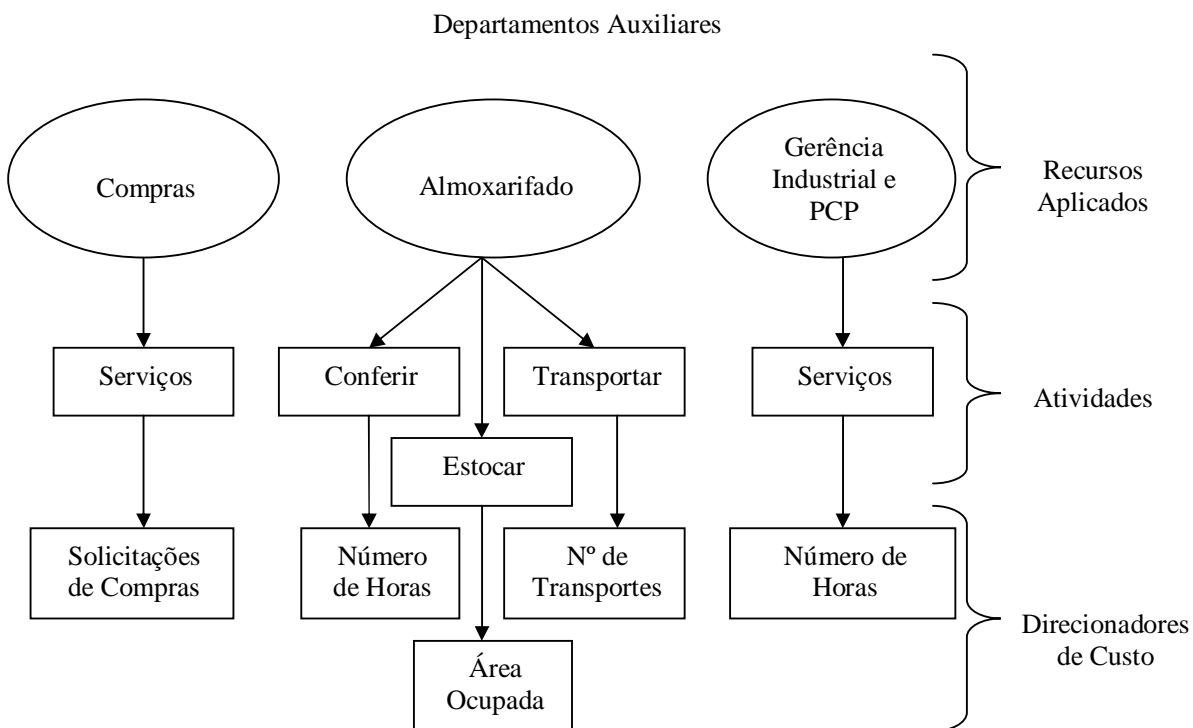 Departamentos Auxiliares
Compras
Almoxarifado
Gerência
Industrial e
PCP
Recursos
Aplicados
Serviços
Conferir
Transportar
Serviços
Atividades
Estocar
Solicitações
de Compras
Número
de Horas
Nº de
Transportes
Número de
Horas
Direcionadores
de Custo
Área
Ocupada